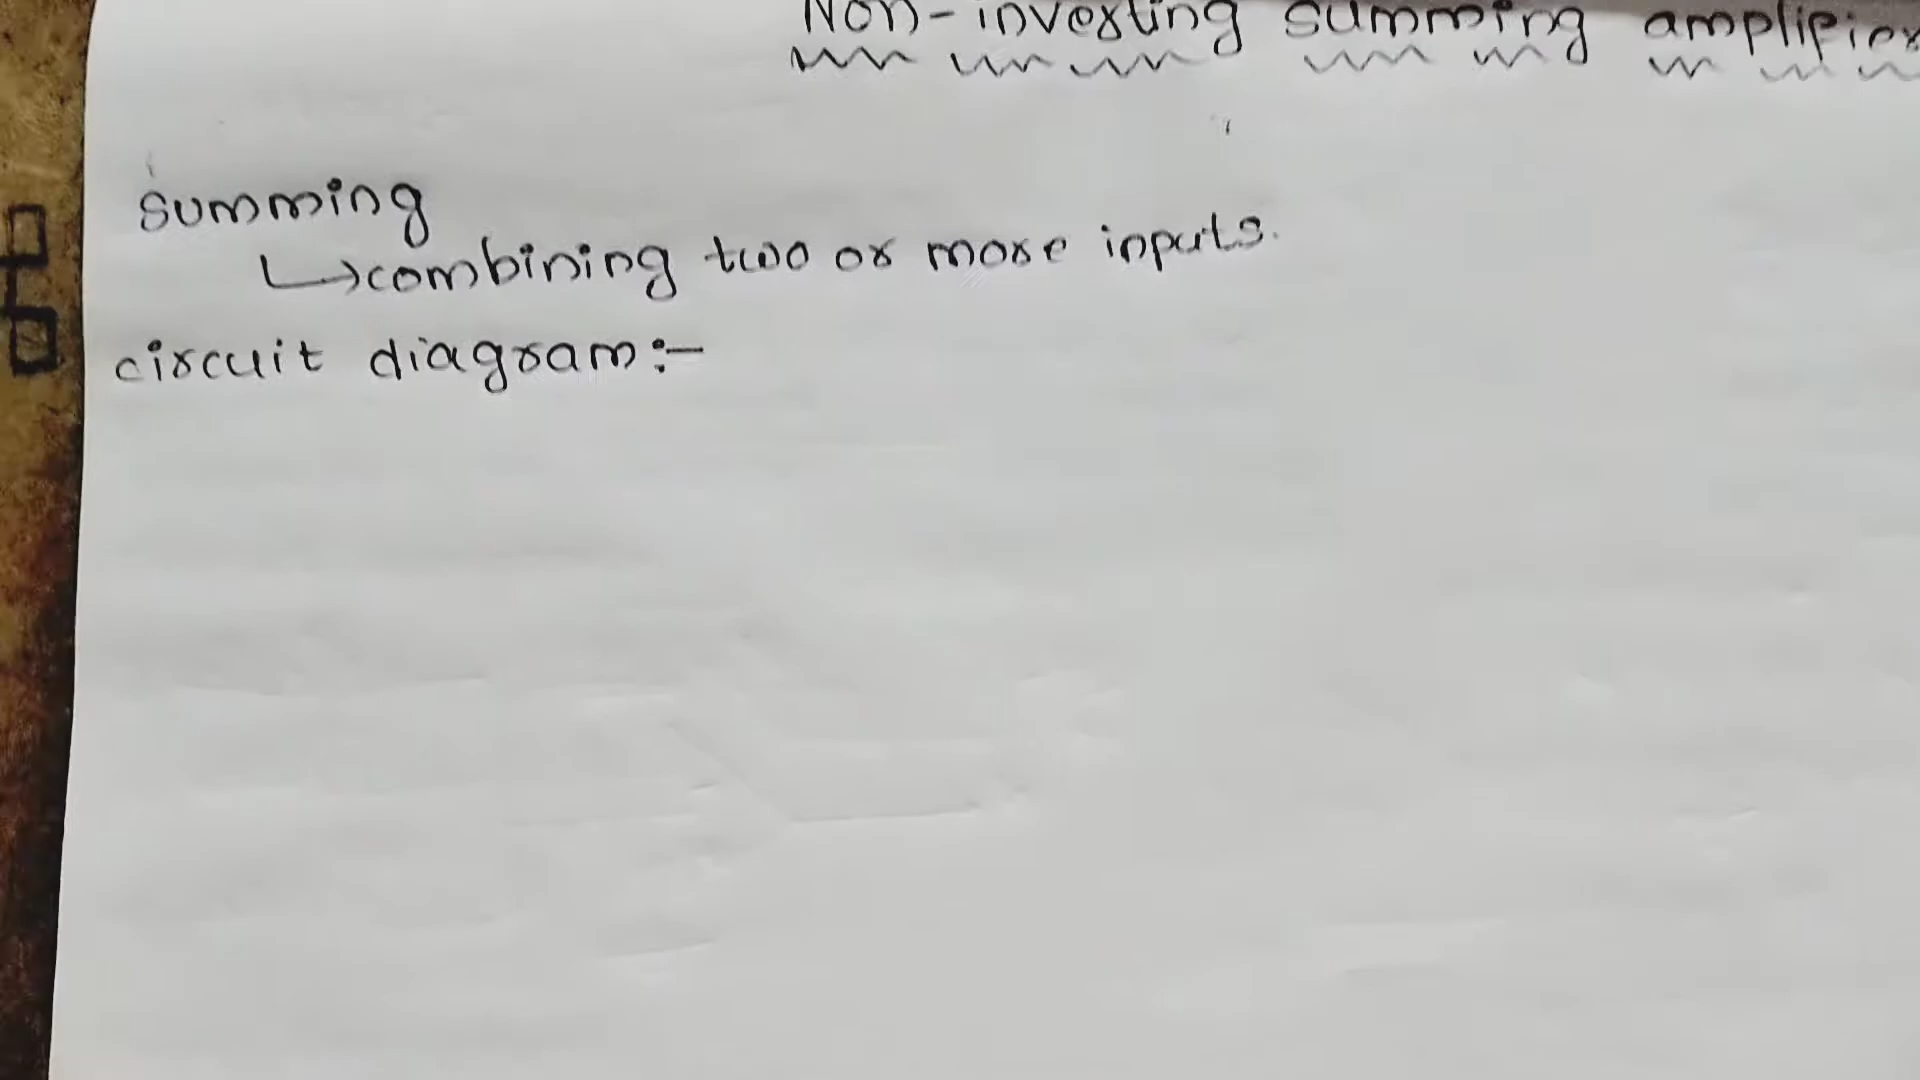 Non-inverting summing amplifier
summing
↳combining two or more inputs.
circuit diagram:-